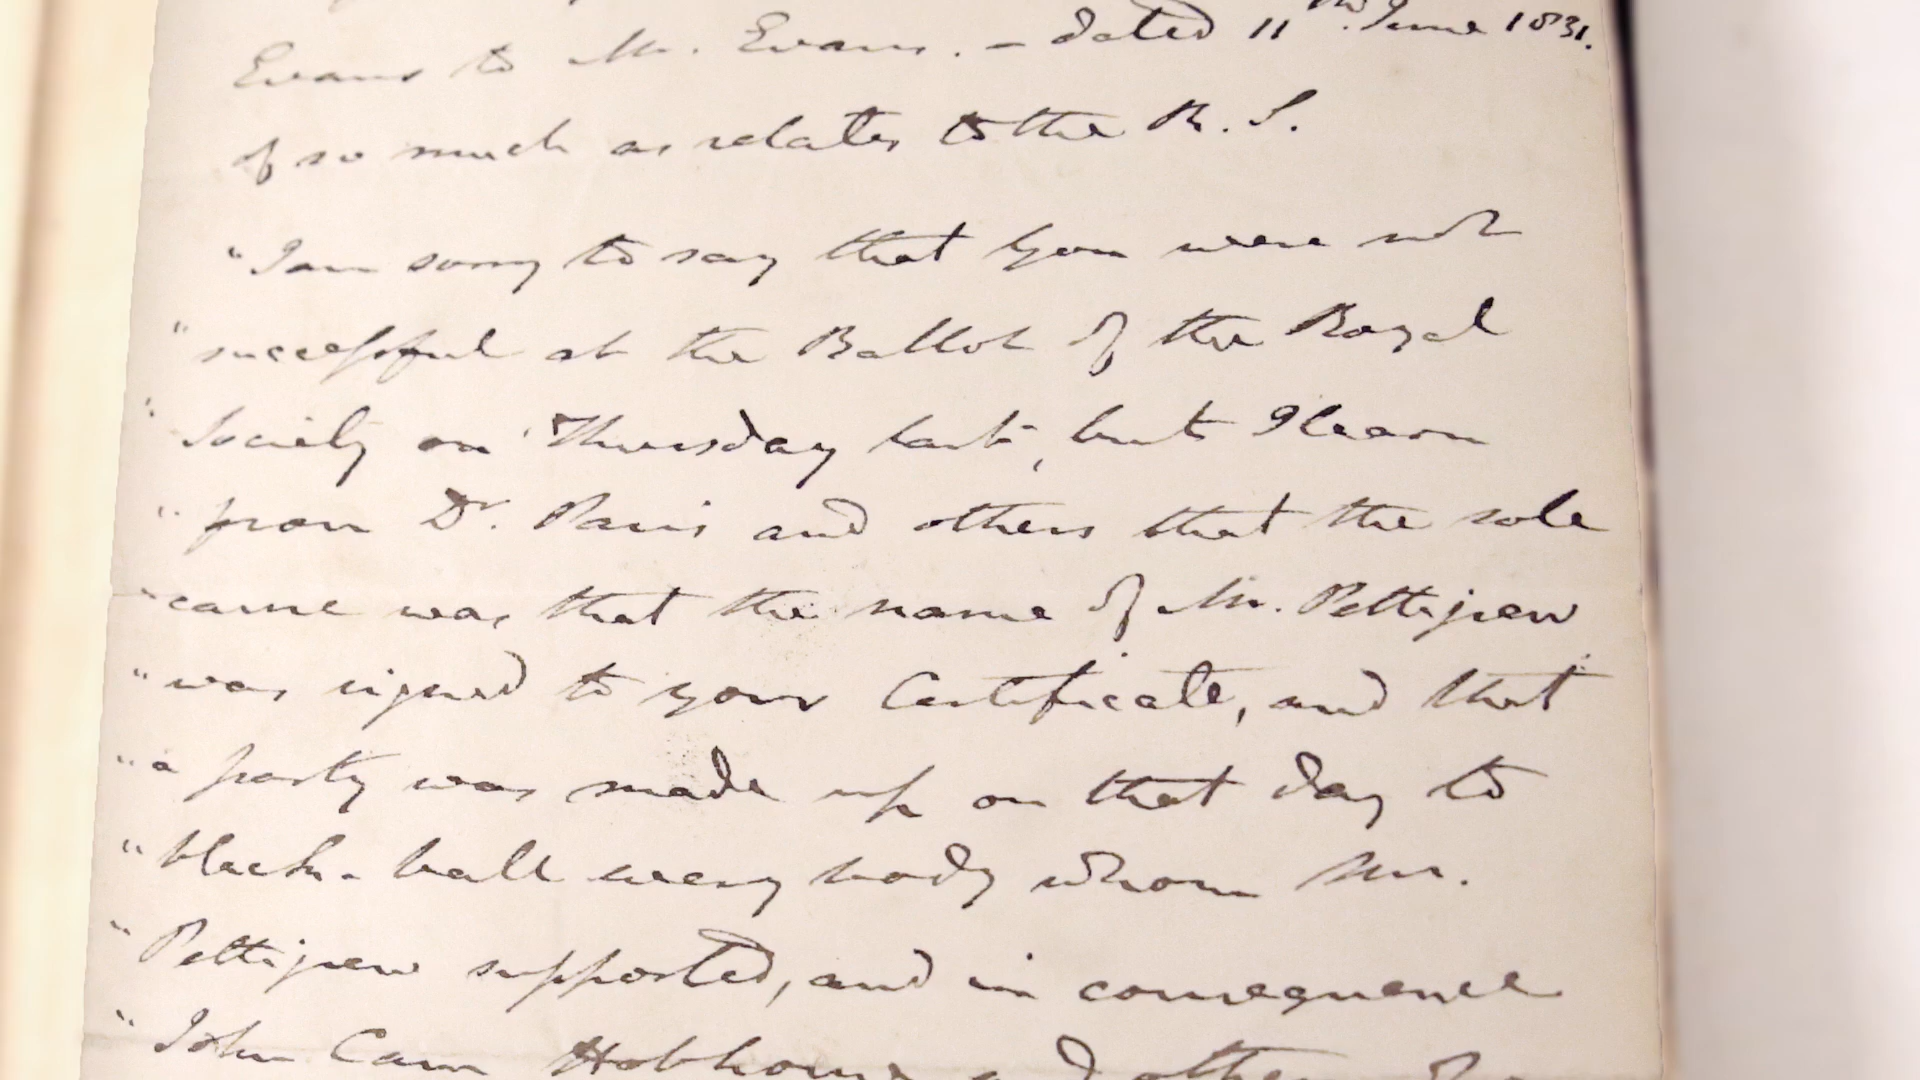 Evans to Mr. Evans. - dated 11th. June 1831.
of so much as relates to the R. S.
"I am sorry to say that you were not
"successful at the Ballot of the Royal
"Society on Thursday last, but I learn
"from Dr. Paris and others that the sole
"cause was that the name of Mr. Pettigrew
"was signed to your Certificate, and that
"a party was made up on that day to
"black-ball every body whom Mr.
"Pettigrew supported, and in consequence
"John Cam Hobhouse and others